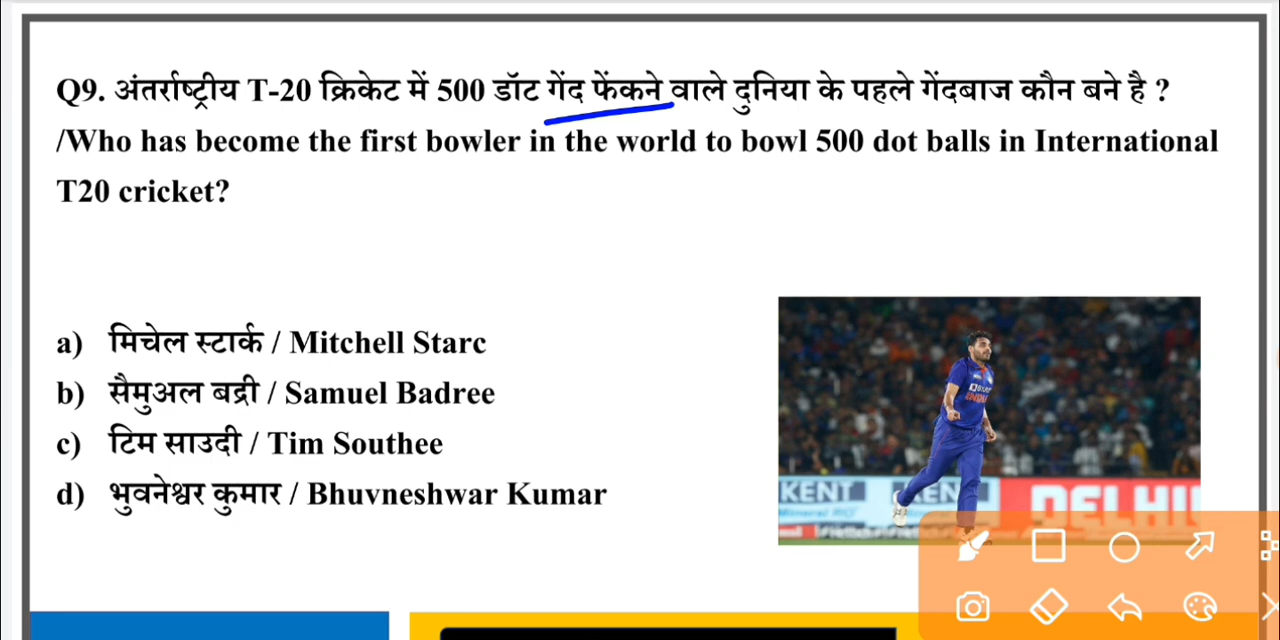 Q9. अंतर्राष्ट्रीय T-20 क्रिकेट में 500 डॉट गेंद फेंकने वाले दुनिया के पहले गेंदबाज कौन बने है ?
/Who has become the first bowler in the world to bowl 500 dot balls in International
T20 cricket?
a) मिचेल स्टार्क / Mitchell Starc
b) सैमुअल बद्री / Samuel Badree
c) टिम साउदी / Tim Southee
d) भुवनेश्वर कुमार / Bhuvneshwar Kumar
INDIA
KENT KENT DELHI